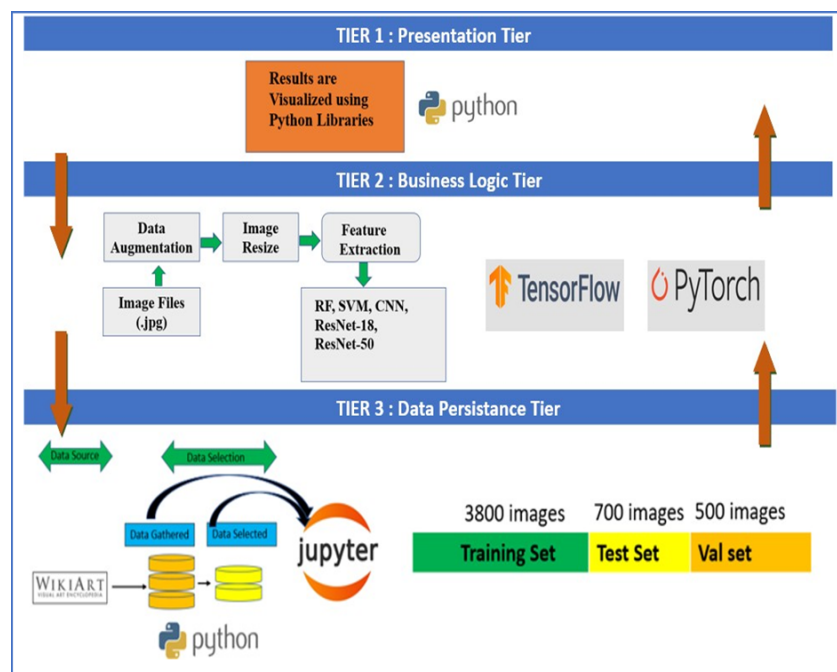 TIER 1 : Presentation Tier
Results are
Visualized using
Python Libraries
python
TIER 2 : Business Logic Tier
Data
Augmentation
Image
Resize
Feature
Extraction
Image Files
(.jpg)
RF, SVM, CNN,
ResNet-18,
ResNet-50
TensorFlow
PyTorch
TIER 3 : Data Persistance Tier
Data Source
Data Selection
Data Gathered
Data Selected
jupyter
WIKIART
VISUAL ART ENCYCLOPEDIA
python
3800 images
700 images
500 images
Training Set
Test Set
Val set